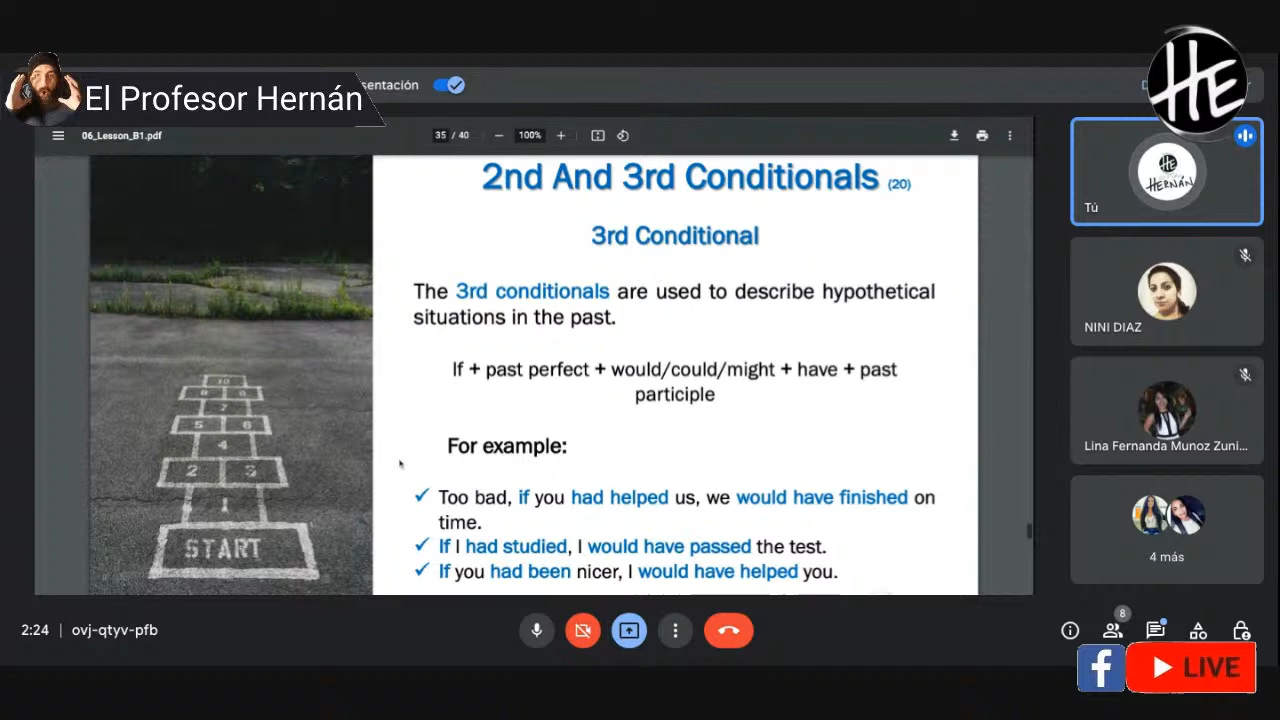 El Profesor Hernán
sentación
HE
06_Lesson_B1.pdf
35 / 40
100%
2nd And 3rd Conditionals (20)
3rd Conditional
The 3rd conditionals are used to describe hypothetical
situations in the past.
If + past perfect + would/could/might + have + past
participle
For example:
✓ Too bad, if you had helped us, we would have finished on
time.
✓ If I had studied, I would have passed the test.
✓ If you had been nicer, I would have helped you.
10
9 8
7
5 6
4
2 3
1
START
HE
HERNÁN
Tú
NINI DIAZ
Lina Fernanda Munoz Zuni...
4 más
2:24 | ovj-qtyv-pfb
8
f
LIVE